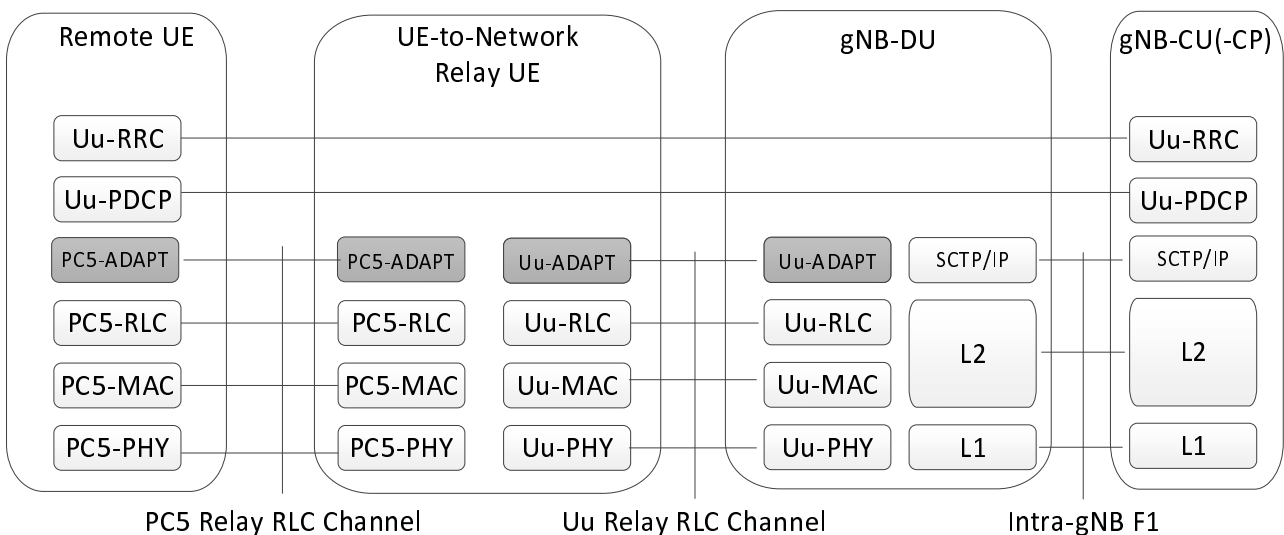 Remote UE
UE-to-Network
Relay UE
gNB-DU
gNB-CU(-CP)
Uu-RRC
Uu-RRC
Uu-PDCP
Uu-PDCP
PC5-ADAPT
PC5-ADAPT
Uu-ADAPT
Uu-ADAPT
SCTP/IP
SCTP/IP
PC5-RLC
PC5-RLC
Uu-RLC
Uu-RLC
L2
L2
PC5-MAC
PC5-MAC
Uu-MAC
Uu-MAC
PC5-PHY
PC5-PHY
Uu-PHY
Uu-PHY
L1
L1
PC5 Relay RLC Channel
Uu Relay RLC Channel
Intra-gNB F1